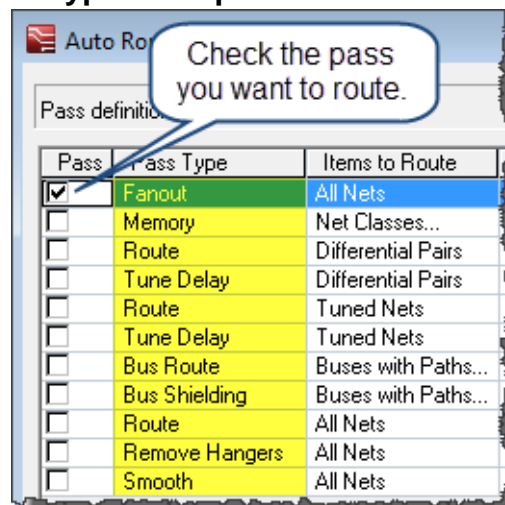 Auto Ro
Check the pass
you want to route.
Pass definitio
Pass Pass Type Items to Route
Fanout All Nets
Memory Net Classes...
Route Differential Pairs
Tune Delay Differential Pairs
Route Tuned Nets
Tune Delay Tuned Nets
Bus Route Buses with Paths...
Bus Shielding Buses with Paths...
Route All Nets
Remove Hangers All Nets
Smooth All Nets